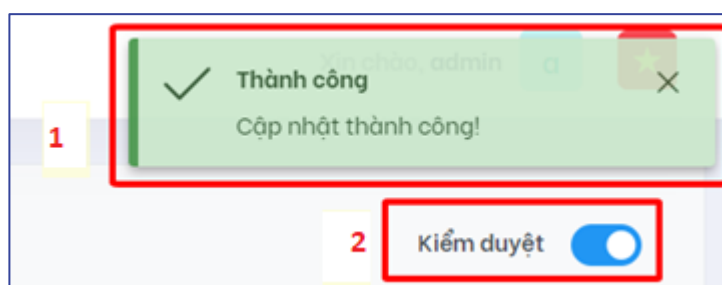 Xin chào, admin a
Thành công
Cập nhật thành công!
1
2 Kiểm duyệt